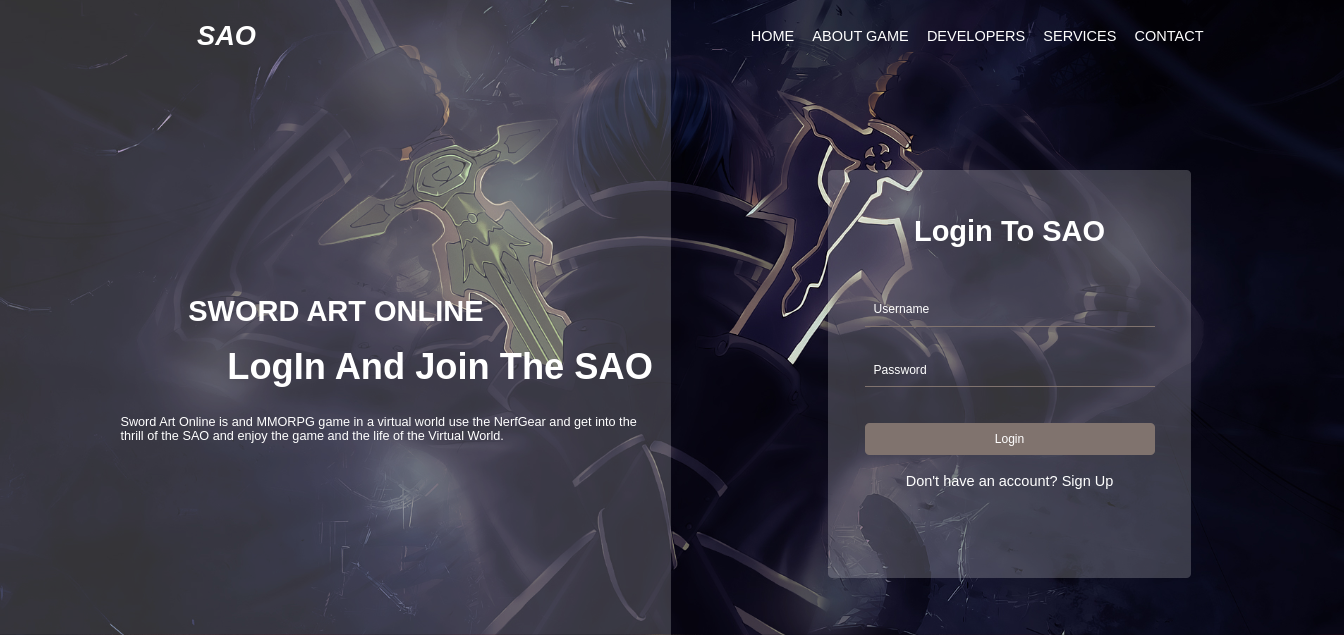 SAO
HOME ABOUT GAME DEVELOPERS SERVICES CONTACT
SWORD ART ONLINE
LogIn And Join The SAO
Sword Art Online is and MMORPG game in a virtual world use the NerfGear and get into the
thrill of the SAO and enjoy the game and the life of the Virtual World.
Login To SAO
Username
Password
Login
Don't have an account? Sign Up